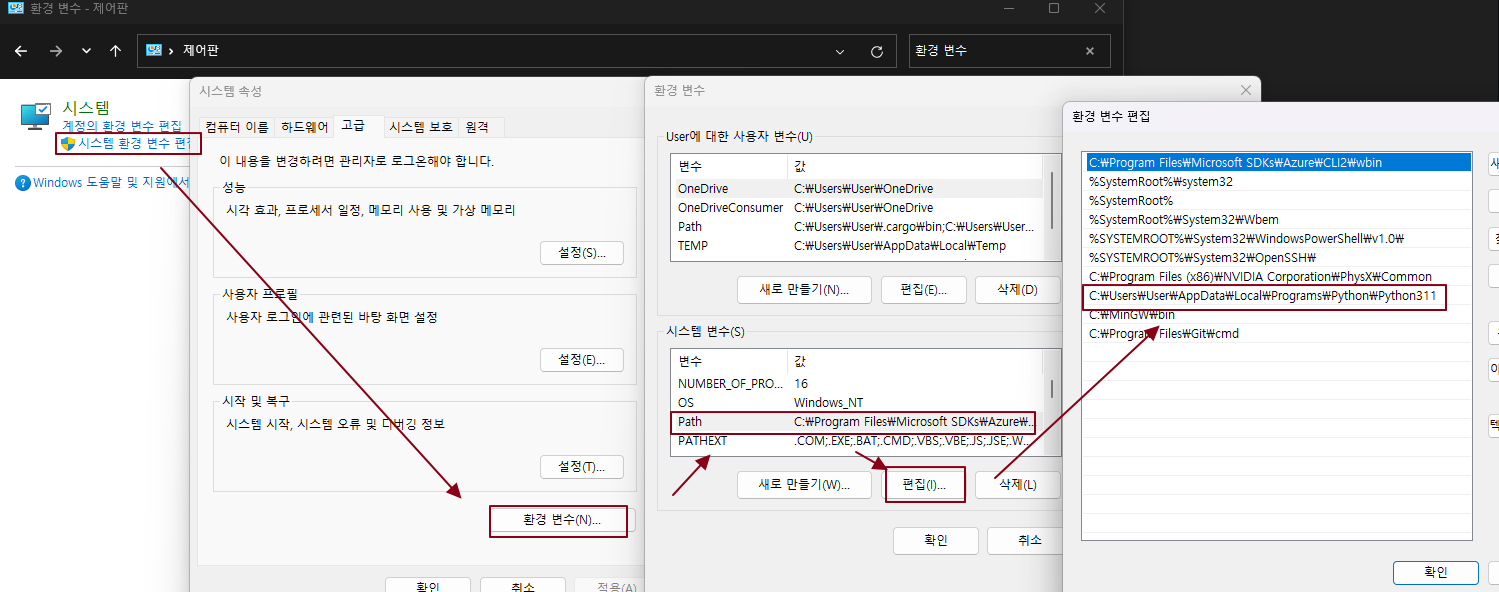 환경 변수 - 제어판
제어판
환경 변수
시스템
계정의 환경 변수 편집
시스템 환경 변수 편
Windows 도움말 및 지원에서
시스템 속성
컴퓨터 이름
하드웨어
고급
시스템 보호
원격
이 내용을 변경하려면 관리자로 로그온해야 합니다.
성능
시각 효과, 프로세서 일정, 메모리 사용 및 가상 메모리
설정(S)...
사용자 프로필
사용자 로그인에 관련된 바탕 화면 설정
설정(E)...
시작 및 복구
시스템 시작, 시스템 오류 및 디버깅 정보
설정(T)...
환경 변수(N)...
확인
취소
적용(A)
환경 변수
User에 대한 사용자 변수(U)
변수 값
OneDrive C:₩Users₩User₩OneDrive
OneDriveConsumer C:₩Users₩User₩OneDrive
Path C:₩Users₩User₩.cargo₩bin;C:₩Users₩User...
TEMP C:₩Users₩User₩AppData₩Local₩Temp
새로 만들기(N)...
편집(E)...
삭제(D)
시스템 변수(S)
변수 값
NUMBER_OF_PRO... 16
OS Windows_NT
Path C:₩Program Files₩Microsoft SDKs₩Azure₩...
PATHEXT .COM;.EXE;.BAT;.CMD;.VBS;.VBE;.JS;.JSE;.W...
새로 만들기(W)...
편집(I)...
삭제(L)
확인
취소
환경 변수 편집
C:₩Program Files₩Microsoft SDKs₩Azure₩CLI2₩wbin
%SystemRoot%₩system32
%SystemRoot%
%SystemRoot%₩System32₩Wbem
%SYSTEMROOT%₩System32₩WindowsPowerShell₩v1.0₩
%SYSTEMROOT%₩System32₩OpenSSH₩
C:₩Program Files (x86)₩NVIDIA Corporation₩PhysX₩Common
C:₩Users₩User₩AppData₩Local₩Programs₩Python₩Python311
C:₩MinGW₩bin
C:₩Program Files₩Git₩cmd
확인